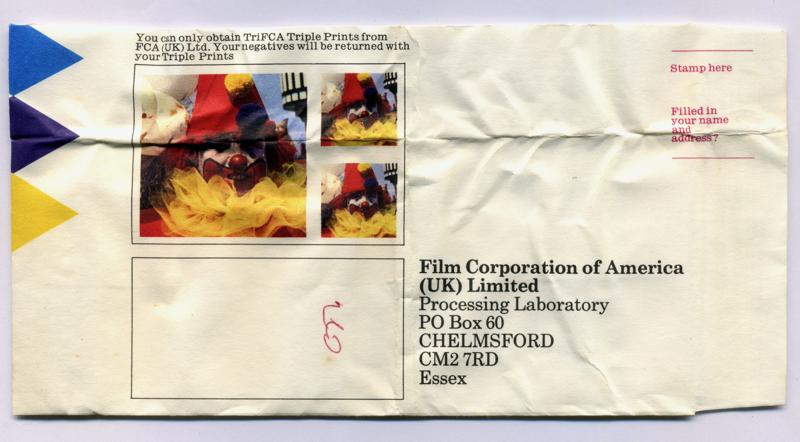 You can only obtain TriFCA Triple Prints from
FCA (UK) Ltd. Your negatives will be returned with
your Triple Prints
Stamp here
Filled in
your name
and
address?
Film Corporation of America
(UK) Limited
Processing Laboratory
PO Box 60
CHELMSFORD
CM2 7RD
Essex